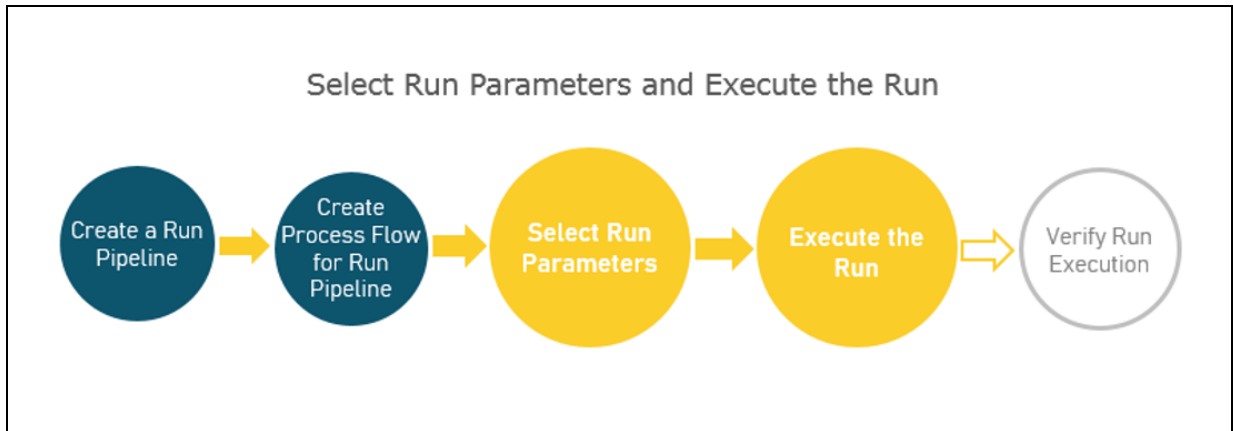 Select Run Parameters and Execute the Run
Create a Run
Pipeline
Create
Process Flow
for Run
Pipeline
Select Run
Parameters
Execute the
Run
Verify Run
Execution